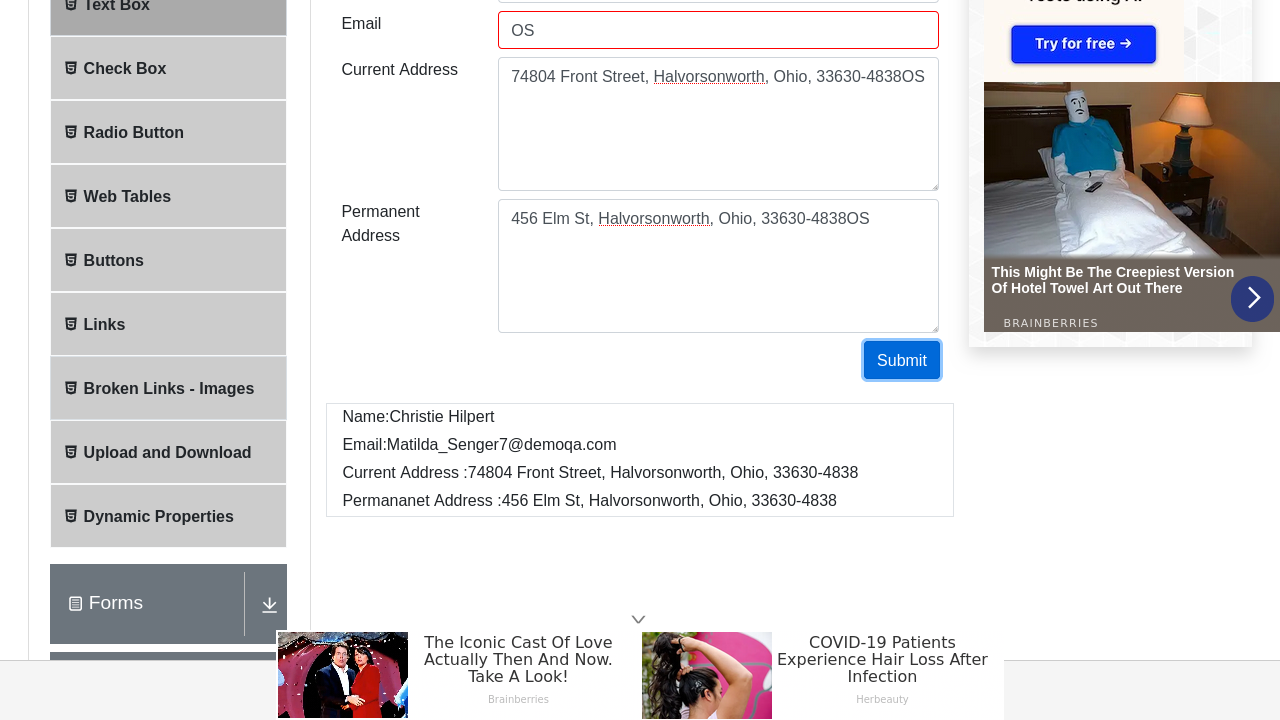 Text Box
Check Box
Radio Button
Web Tables
Buttons
Links
Broken Links - Images
Upload and Download
Dynamic Properties
Forms
Email
OS
Current Address
74804 Front Street, Halvorsonworth, Ohio, 33630-4838OS
Permanent
Address
456 Elm St, Halvorsonworth, Ohio, 33630-4838OS
Submit
Name:Christie Hilpert
Email:Matilda_Senger7@demoqa.com
Current Address :74804 Front Street, Halvorsonworth, Ohio, 33630-4838
Permananet Address :456 Elm St, Halvorsonworth, Ohio, 33630-4838
Try for free →
This Might Be The Creepiest Version
Of Hotel Towel Art Out There
BRAINBERRIES
The Iconic Cast Of Love
Actually Then And Now.
Take A Look!
Brainberries
COVID-19 Patients
Experience Hair Loss After
Infection
Herbeauty